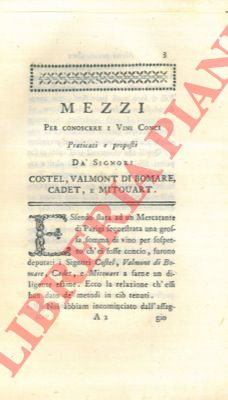 3
MEZZI
PER CONOSCERE I VINI CONCI
Praticati e proposti
DA' SIGNORI
COSTEL, VALMONT DI BOMARE,
CADET, E MITOUART.
ESsendo stata ad un Mercatante
di Parigi sequestrata una gros-
sa somma di vino per sospet-
to ch' ei fosse concio, furono
deputati i Signori Costel, Valmont di Bo-
mare, Cadet, e Mitouart a farne un di-
ligente esame. Ecco la relazione ch' essi
han dato de' metodi in ciò tenuti.
Noi abbiam incominciato dall' assag-
A 2 gio
LIBRERIA PIANI